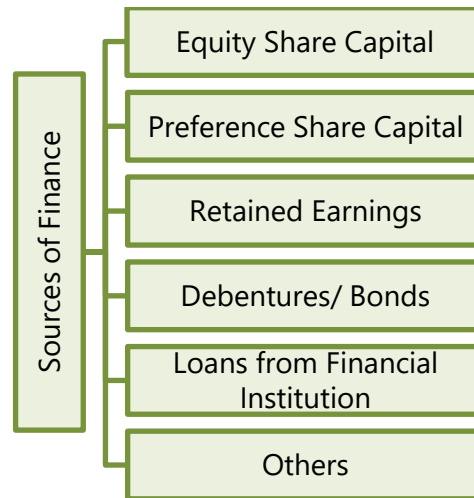 Sources of Finance
Equity Share Capital
Preference Share Capital
Retained Earnings
Debentures/ Bonds
Loans from Financial
Institution
Others